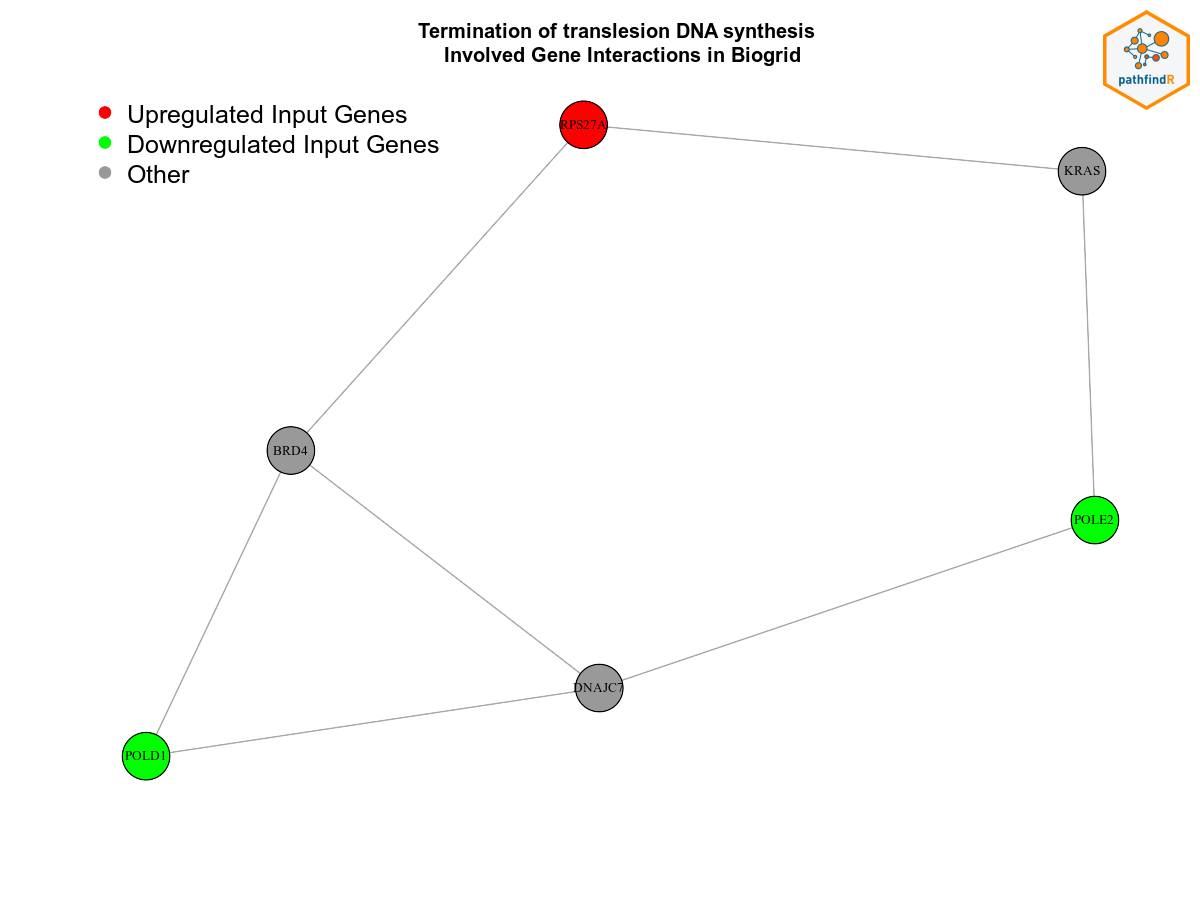 Termination of translesion DNA synthesis
Involved Gene Interactions in Biogrid
pathfindR
Upregulated Input Genes
Downregulated Input Genes
Other
RPS27A
KRAS
BRD4
POLE2
DNAJC7
POLD1